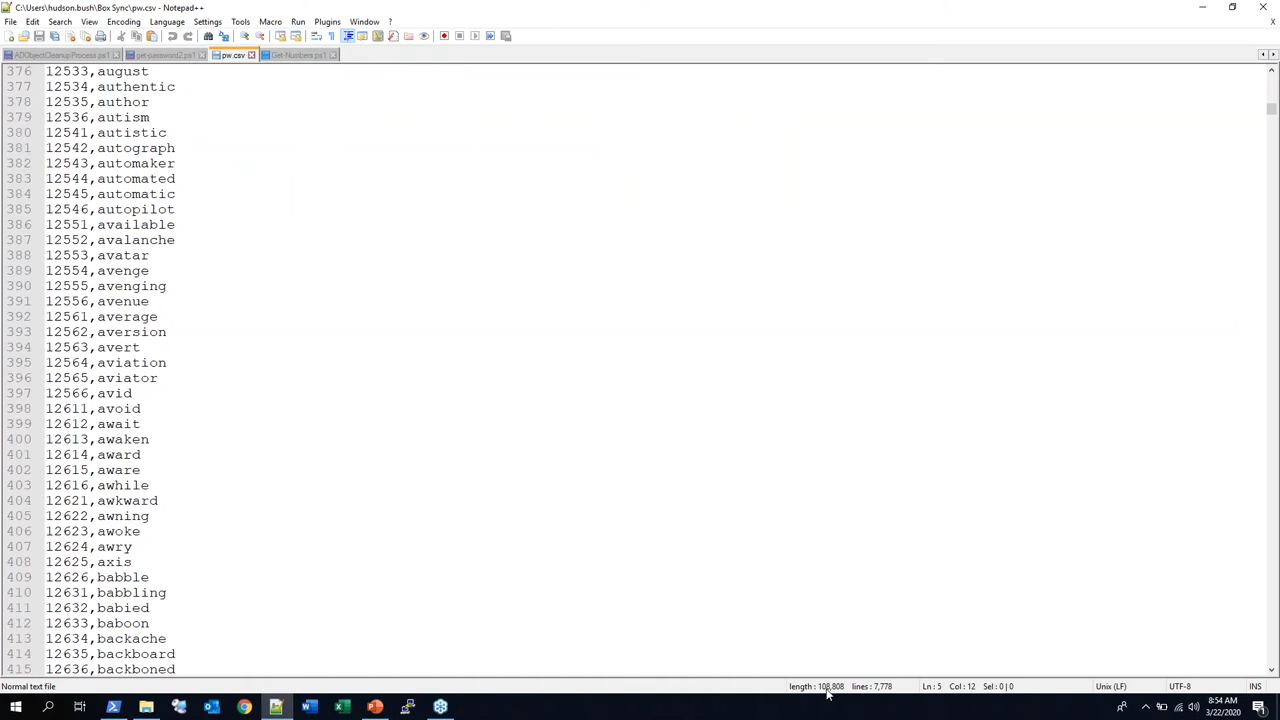 C:\Users\hudson.bush\Box Sync\pw.csv - Notepad++
File Edit Search View Encoding Language Settings Tools Macro Run Plugins Window ?
ADObjectCleanupProcess.ps1 get-password2.ps1 pw.csv Get-Numbers.ps1
376 12533,august
377 12534,authentic
378 12535,author
379 12536,autism
380 12541,autistic
381 12542,autograph
382 12543,automaker
383 12544,automated
384 12545,automatic
385 12546,autopilot
386 12551,available
387 12552,avalanche
388 12553,avatar
389 12554,avenge
390 12555,avenging
391 12556,avenue
392 12561,average
393 12562,aversion
394 12563,avert
395 12564,aviation
396 12565,aviator
397 12566,avid
398 12611,avoid
399 12612,await
400 12613,awaken
401 12614,award
402 12615,aware
403 12616,awhile
404 12621,awkward
405 12622,awning
406 12623,awoke
407 12624,awry
408 12625,axis
409 12626,babble
410 12631,babbling
411 12632,babied
412 12633,baboon
413 12634,backache
414 12635,backboard
415 12636,backboned
Normal text file length : 108,808 lines : 7,778 Ln : 5 Col : 12 Sel : 0 | 0 Unix (LF) UTF-8 INS
8:54 AM
3/22/2020